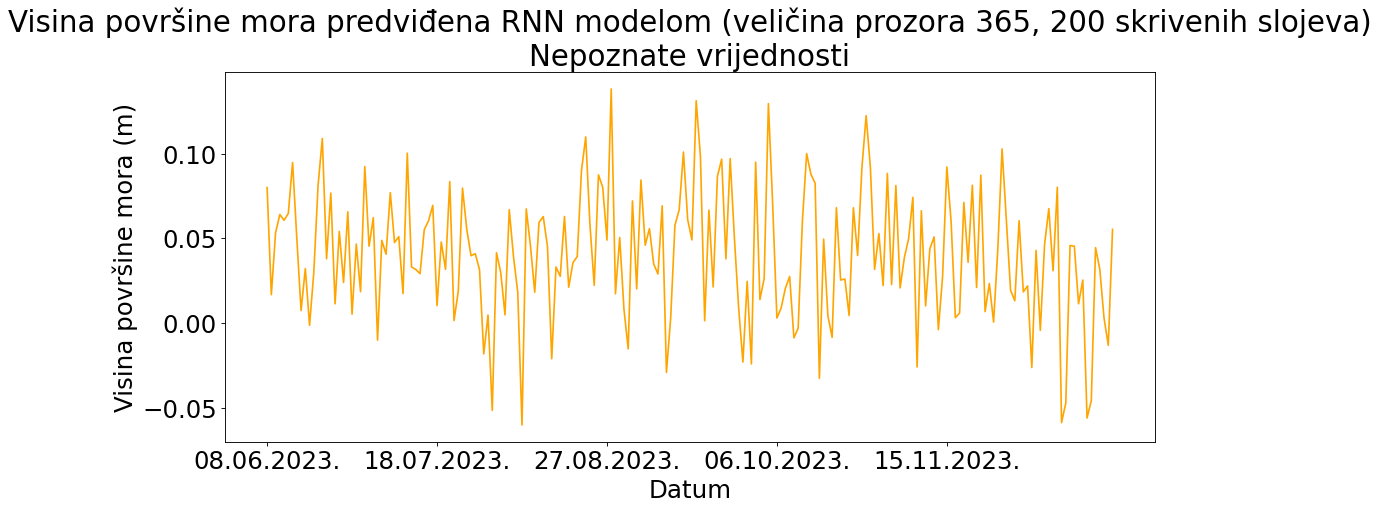 Visina površine mora predviđena RNN modelom (veličina prozora 365, 200 skrivenih slojeva)
Nepoznate vrijednosti
Visina površine mora (m)
0.10
0.05
0.00
−0.05
08.06.2023. 18.07.2023. 27.08.2023. 06.10.2023. 15.11.2023.
Datum